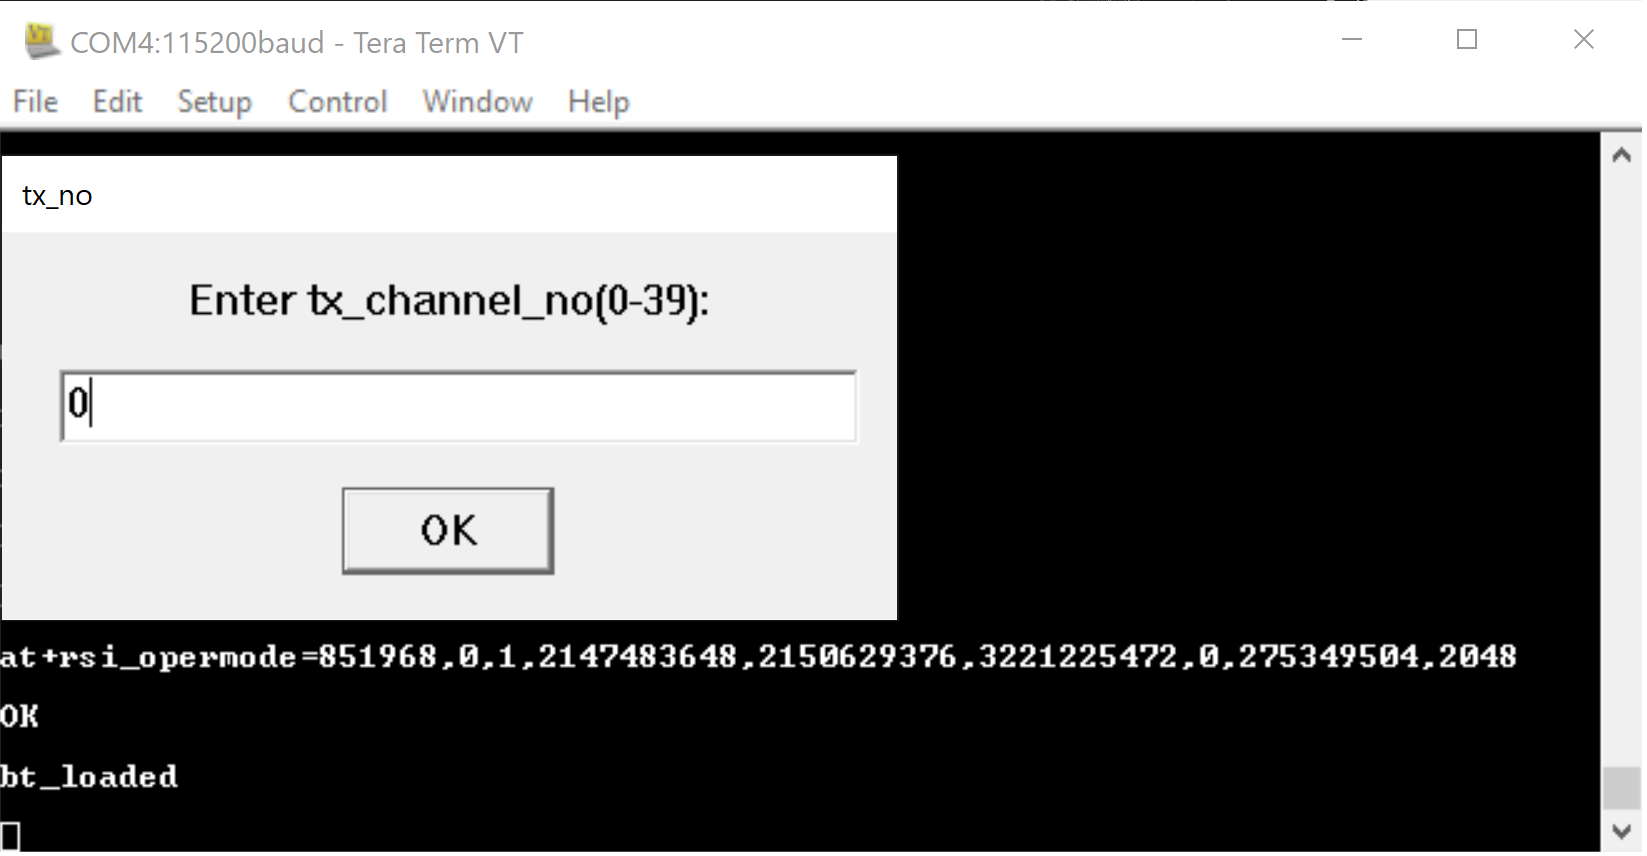 COM4:115200baud - Tera Term VT
File Edit Setup Control Window Help
tx_no
Enter tx_channel_no(0-39):
0
OK
at+rsi_opermode=851968,0,1,2147483648,2150629376,3221225472,0,275349504,2048
OK
bt_loaded